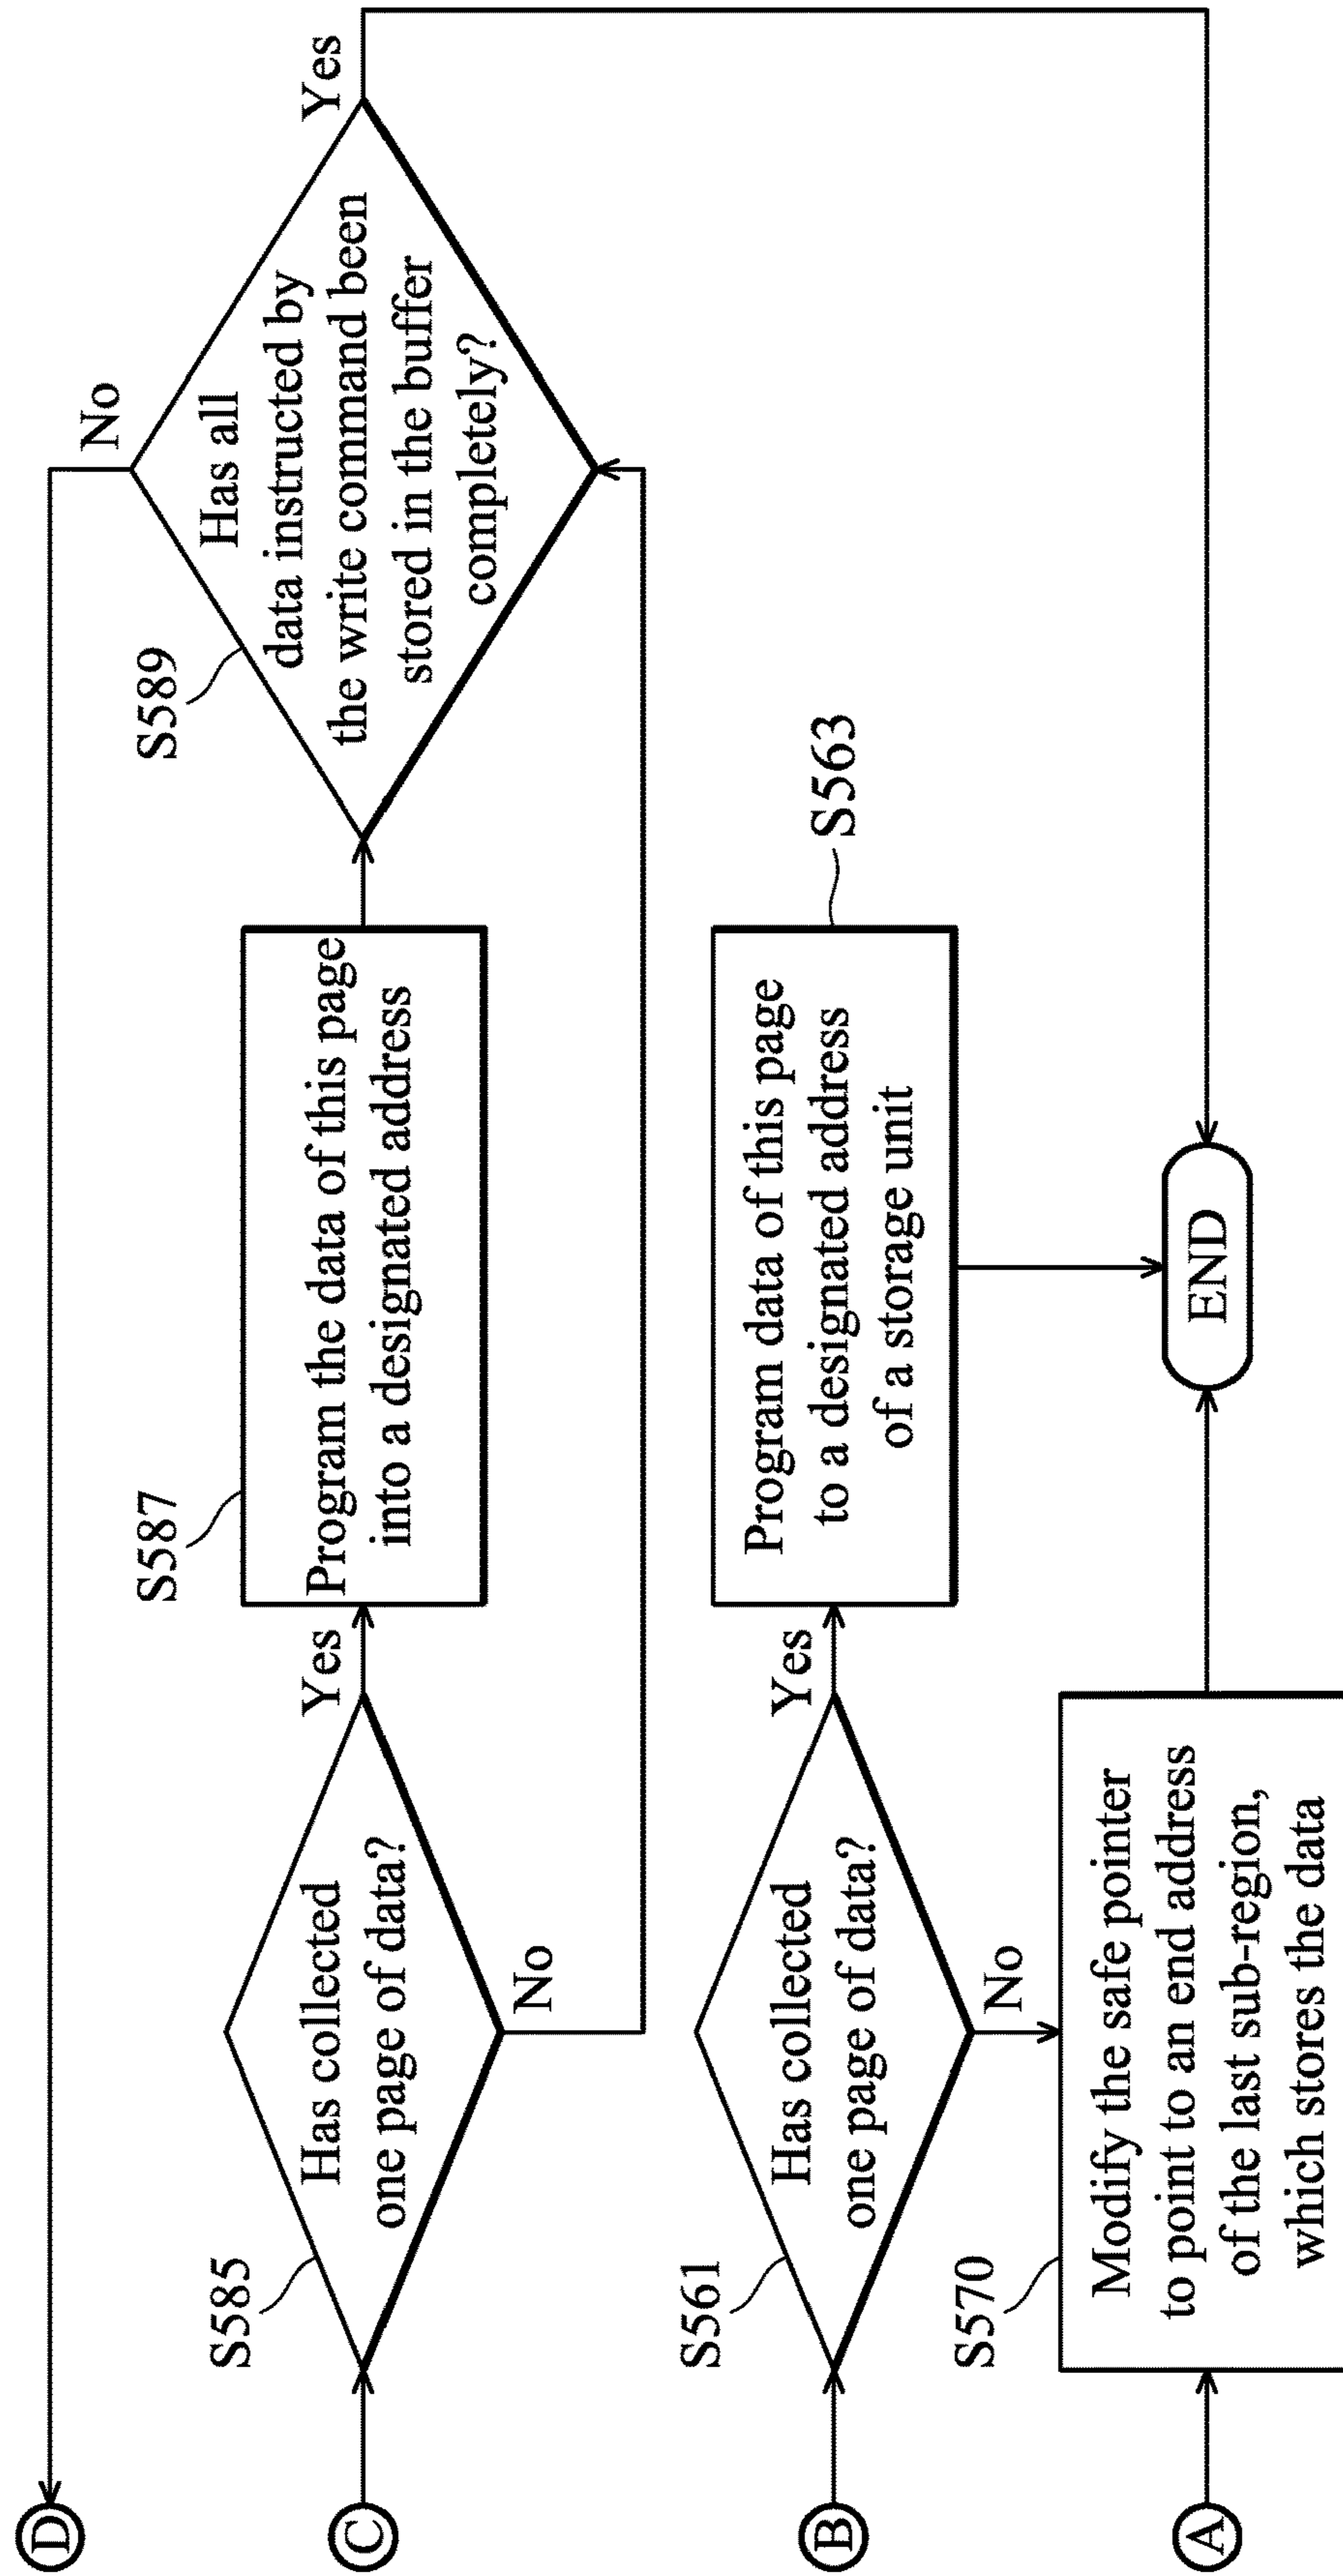 D
No
S589
Has all
data instructed by
the write command been
stored in the buffer
completely?
Yes
C
S585
Has collected
one page of data?
Yes
No
S587
Program the data of this page
into a designated address
B
S561
Has collected
one page of data?
Yes
No
S563
Program data of this page
to a designated address
of a storage unit
A
S570
Modify the safe pointer
to point to an end address
of the last sub-region,
which stores the data
END